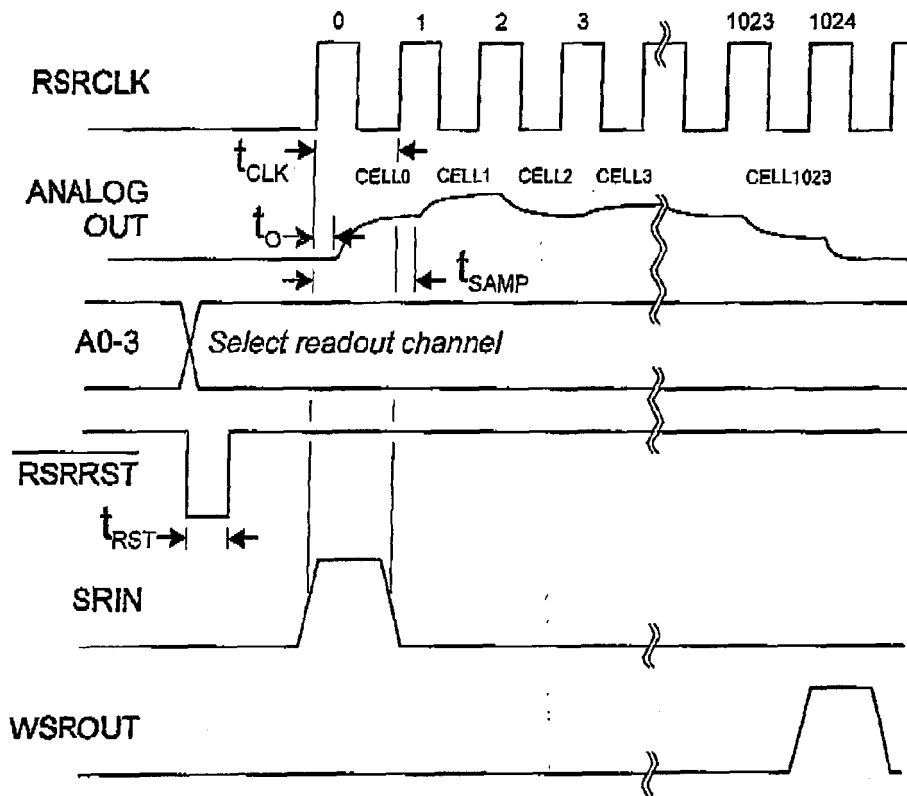 0 1 2 3 1023 1024
RSRCLK
tCLK
CELL0 CELL1 CELL2 CELL3 CELL1023
ANALOG
OUT
tO
tSAMP
A0-3 Select readout channel
RSRRST
tRST
SRIN
WSROUT